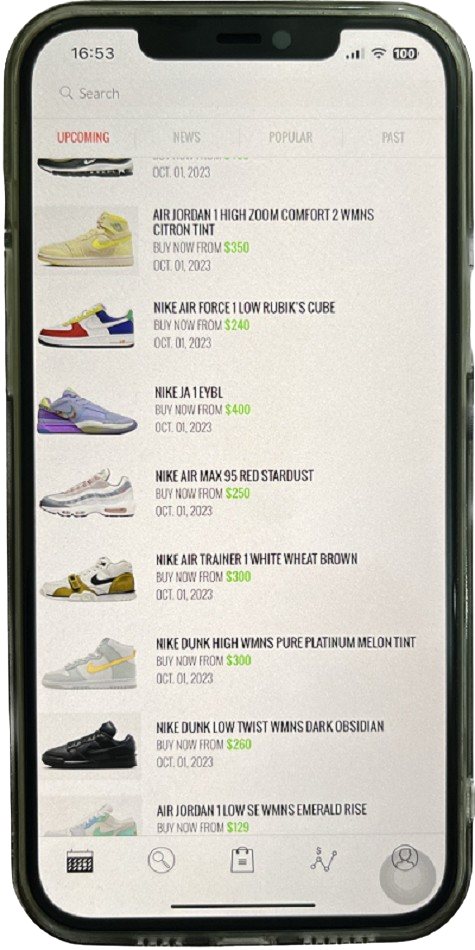 16:53
100
Search
UPCOMING
NEWS
POPULAR
PAST
BUY NOW FROM
OCT. 01, 2023
AIR JORDAN 1 HIGH ZOOM COMFORT 2 WMNS
CITRON TINT
BUY NOW FROM $350
OCT. 01, 2023
NIKE AIR FORCE 1 LOW RUBIK'S CUBE
BUY NOW FROM $240
OCT. 01, 2023
NIKE JA 1 EYBL
BUY NOW FROM $400
OCT. 01, 2023
NIKE AIR MAX 95 RED STARDUST
BUY NOW FROM $250
OCT. 01, 2023
NIKE AIR TRAINER 1 WHITE WHEAT BROWN
BUY NOW FROM $300
OCT. 01, 2023
NIKE DUNK HIGH WMNS PURE PLATINUM MELON TINT
BUY NOW FROM $300
OCT. 01, 2023
NIKE DUNK LOW TWIST WMNS DARK OBSIDIAN
BUY NOW FROM $260
OCT. 01, 2023
AIR JORDAN 1 LOW SE WMNS EMERALD RISE
BUY NOW FROM $129
$